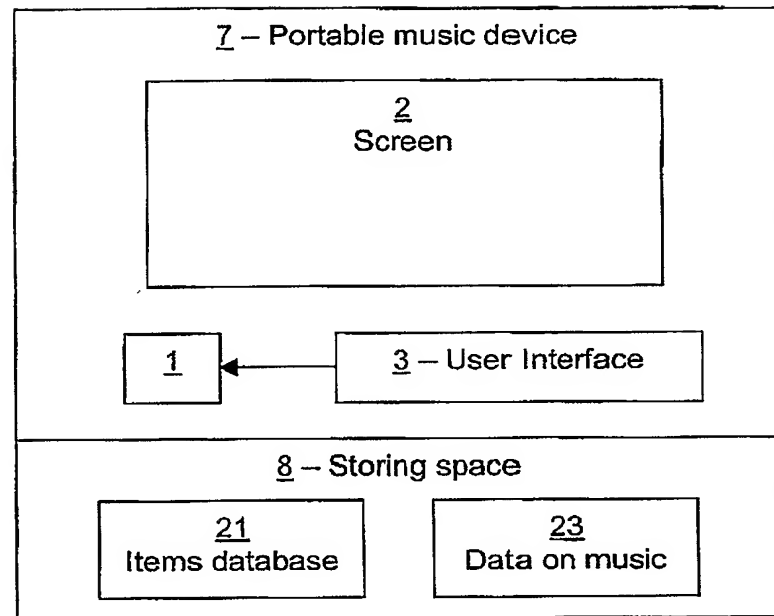 7 – Portable music device
2
Screen
1
3 – User Interface
8 – Storing space
21
Items database
23
Data on music